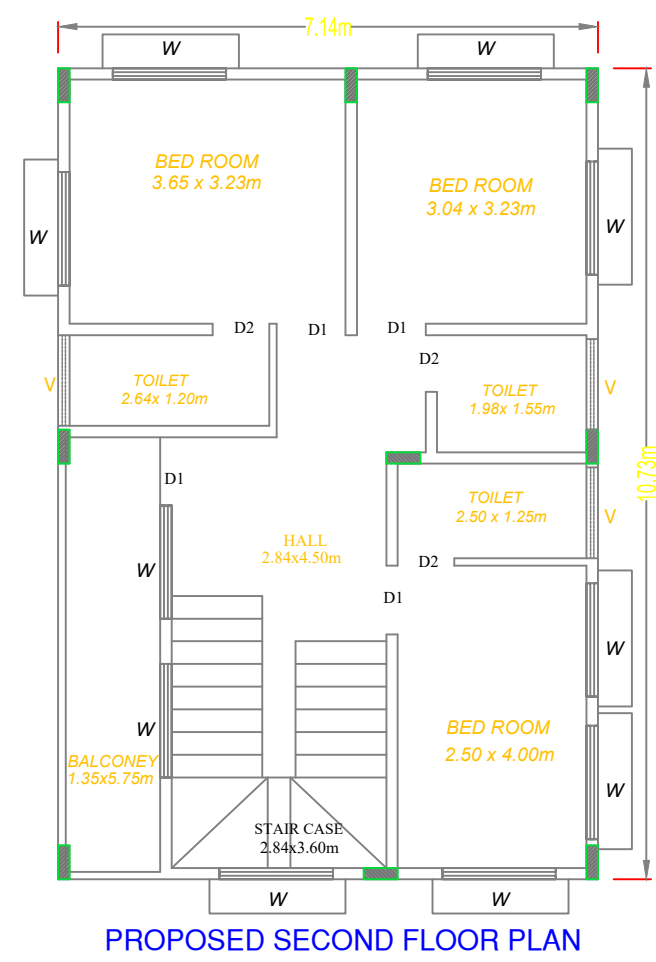 7.14m
W
W
BED ROOM
3.65 x 3.23m
BED ROOM
3.04 x 3.23m
W
W
D2
D1
D1
D2
V
TOILET
2.64x 1.20m
TOILET
1.98x 1.55m
V
10.73m
D1
TOILET
2.50 x 1.25m
V
HALL
2.84x4.50m
W
D2
D1
W
W
BED ROOM
2.50 x 4.00m
BALCONEY
1.35x5.75m
W
STAIR CASE
2.84x3.60m
W
W
PROPOSED SECOND FLOOR PLAN